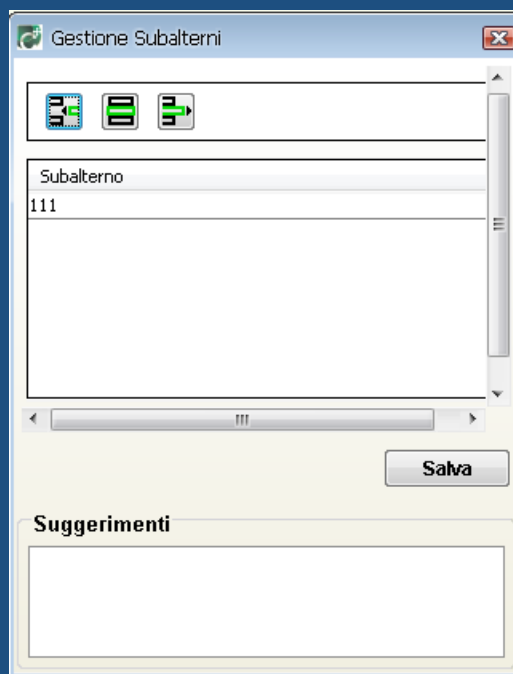 Gestione Subalterni
Subalterno
111
Salva
Suggerimenti